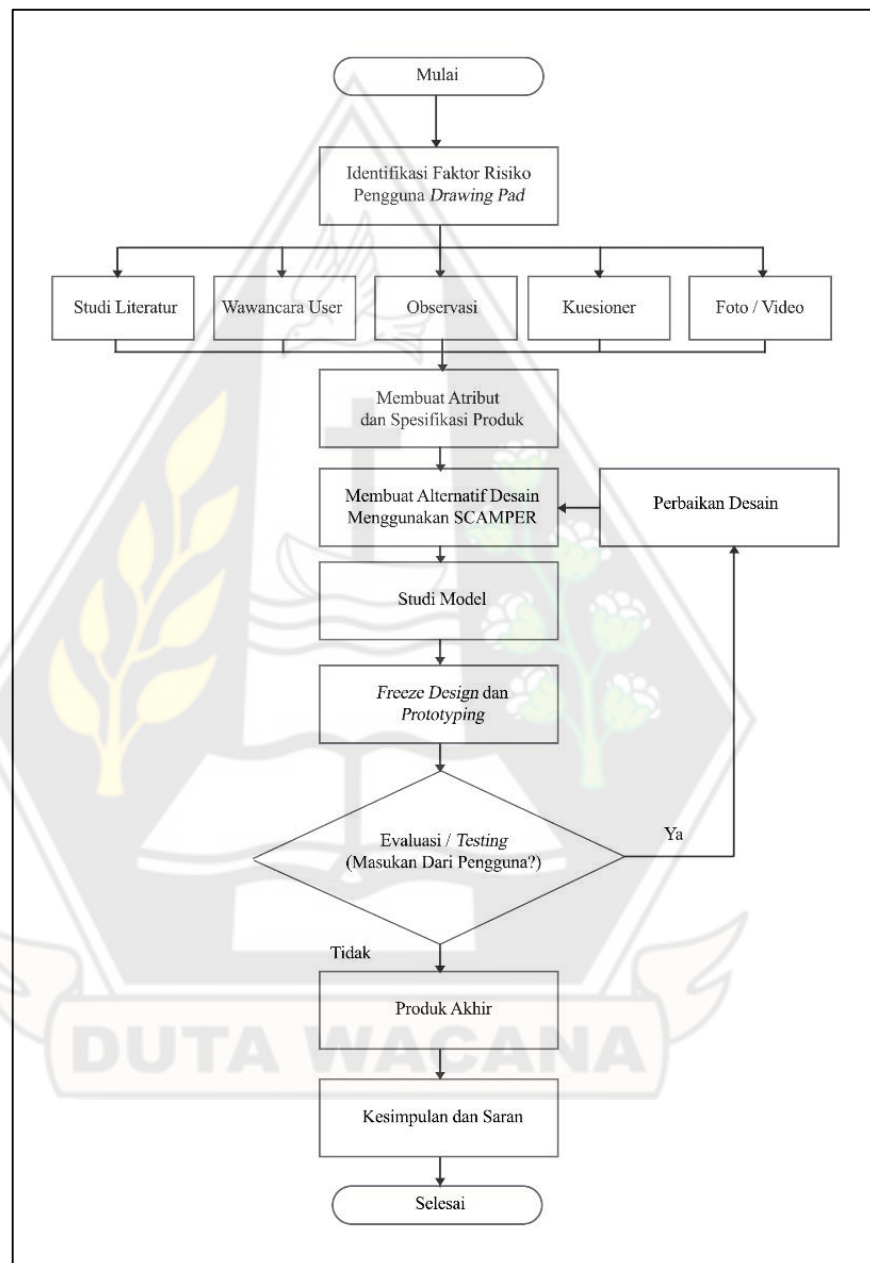 Mulai
Identifikasi Faktor Risiko
Pengguna Drawing Pad
Studi Literatur
Wawancara User
Observasi
Kuesioner
Foto / Video
Membuat Atribut
dan Spesifikasi Produk
Membuat Alternatif Desain
Menggunakan SCAMPER
Perbaikan Desain
Studi Model
Freeze Design dan
Prototyping
Evaluasi / Testing
(Masukan Dari Pengguna?)
Ya
Tidak
Produk Akhir
DUTA WACANA
Kesimpulan dan Saran
Selesai